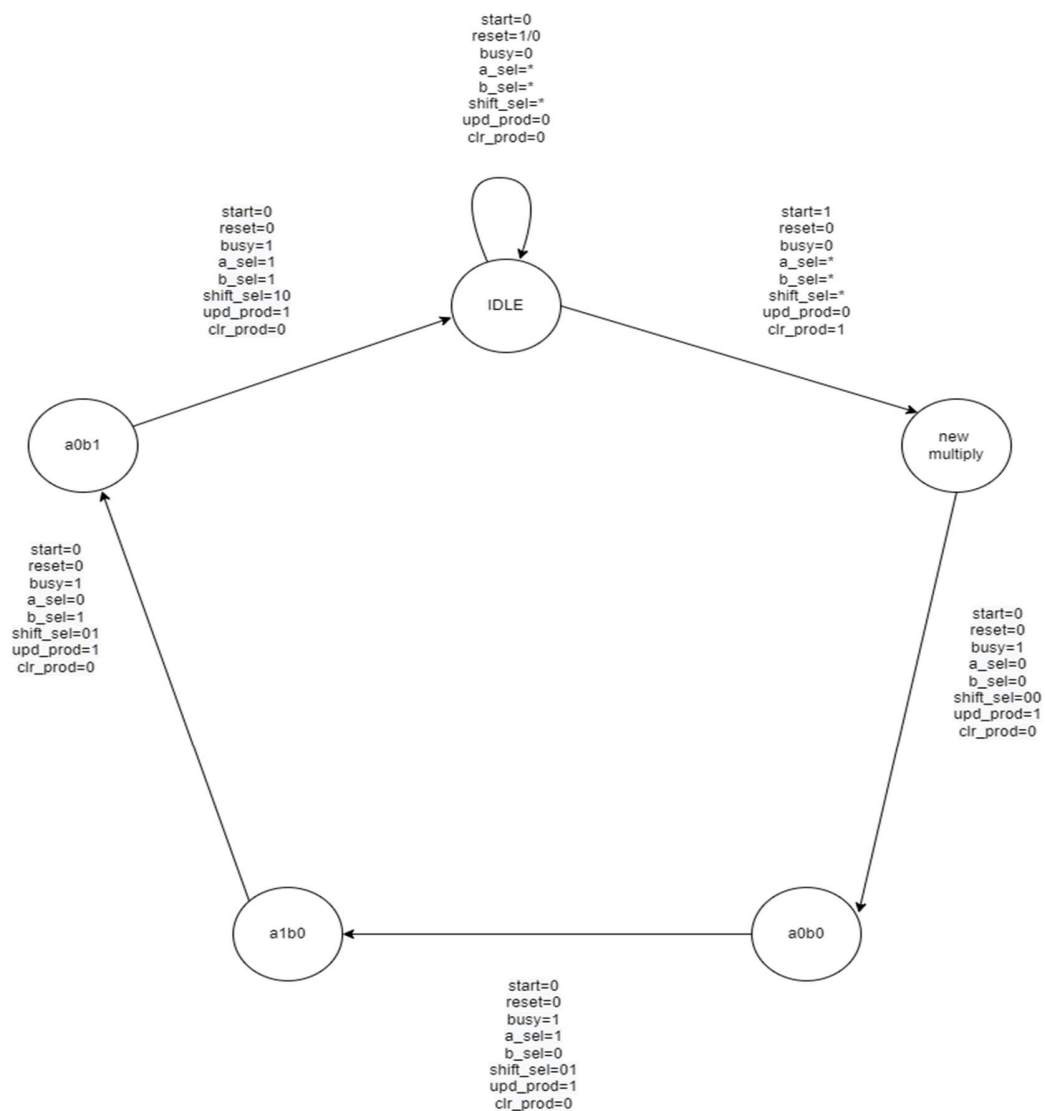 start=0
reset=1/0
busy=0
a_sel=*
b_sel=*
shift_sel=*
upd_prod=0
clr_prod=0
start=0
reset=0
busy=1
a_sel=1
b_sel=1
shift_sel=10
upd_prod=1
clr_prod=0
start=1
reset=0
busy=0
a_sel=*
b_sel=*
shift_sel=*
upd_prod=0
clr_prod=1
IDLE
a0b1
new
multiply
start=0
reset=0
busy=1
a_sel=0
b_sel=1
shift_sel=01
upd_prod=1
clr_prod=0
start=0
reset=0
busy=1
a_sel=0
b_sel=0
shift_sel=00
upd_prod=1
clr_prod=0
a1b0
a0b0
start=0
reset=0
busy=1
a_sel=1
b_sel=0
shift_sel=01
upd_prod=1
clr_prod=0